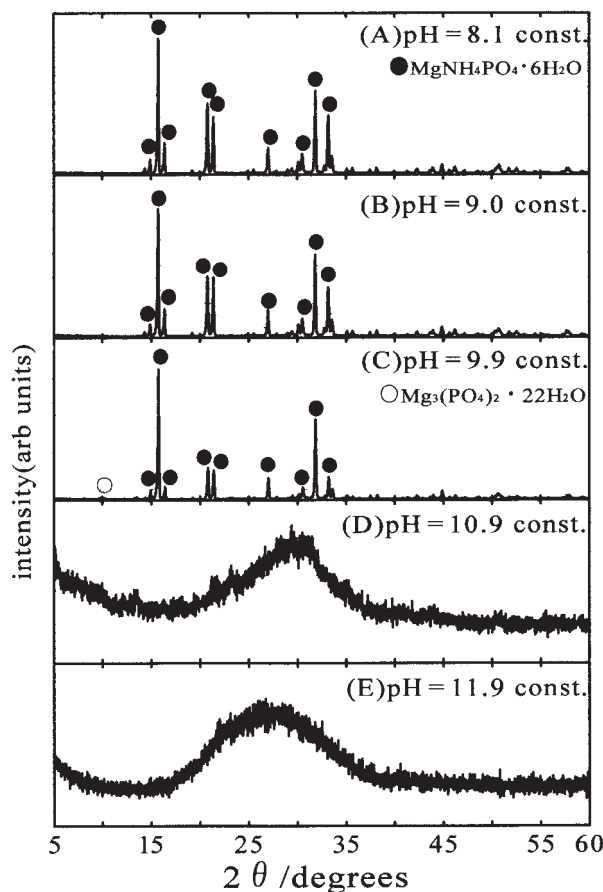 (A)pH=8.1 const.
●MgNH₄PO₄·6H₂O
(B)pH=9.0 const.
(C)pH=9.9 const.
○Mg₃(PO₄)₂·22H₂O
(D)pH=10.9 const.
(E)pH=11.9 const.
intensity(arb units)
5 15 25 35 45 55 60
2 θ /degrees